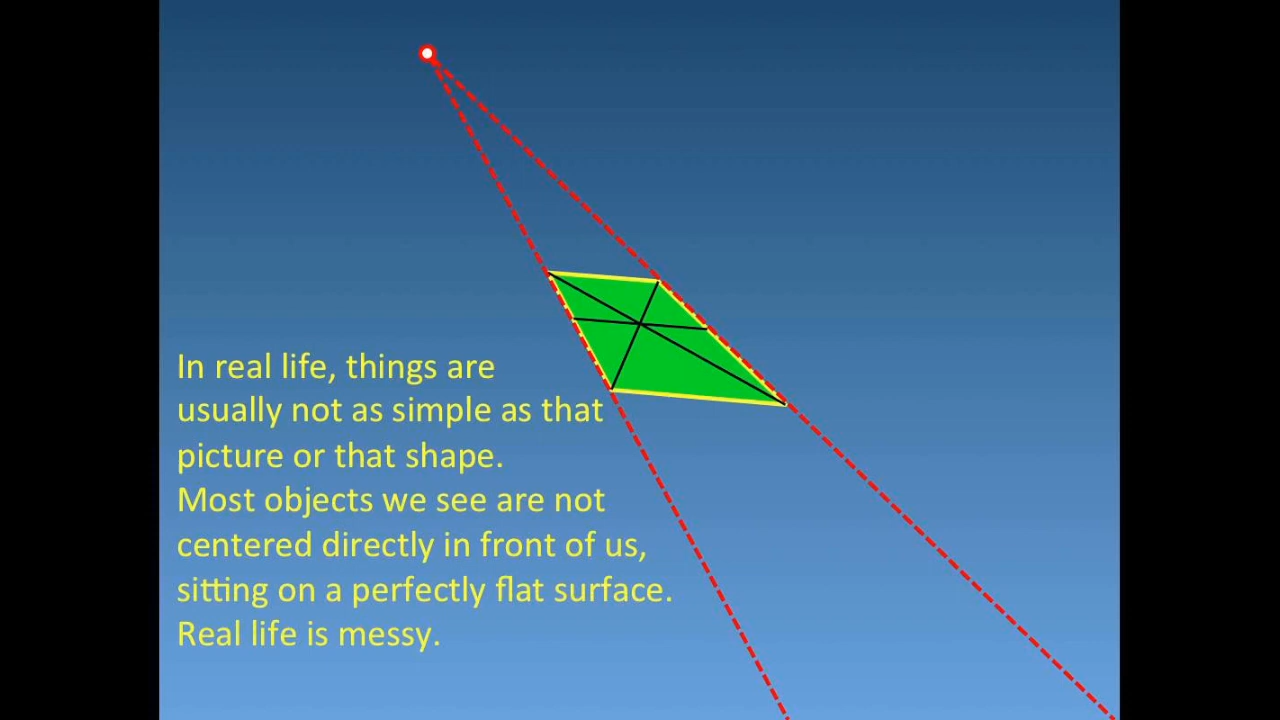 In real life, things are
usually not as simple as that
picture or that shape.
Most objects we see are not
centered directly in front of us,
sitting on a perfectly flat surface.
Real life is messy.